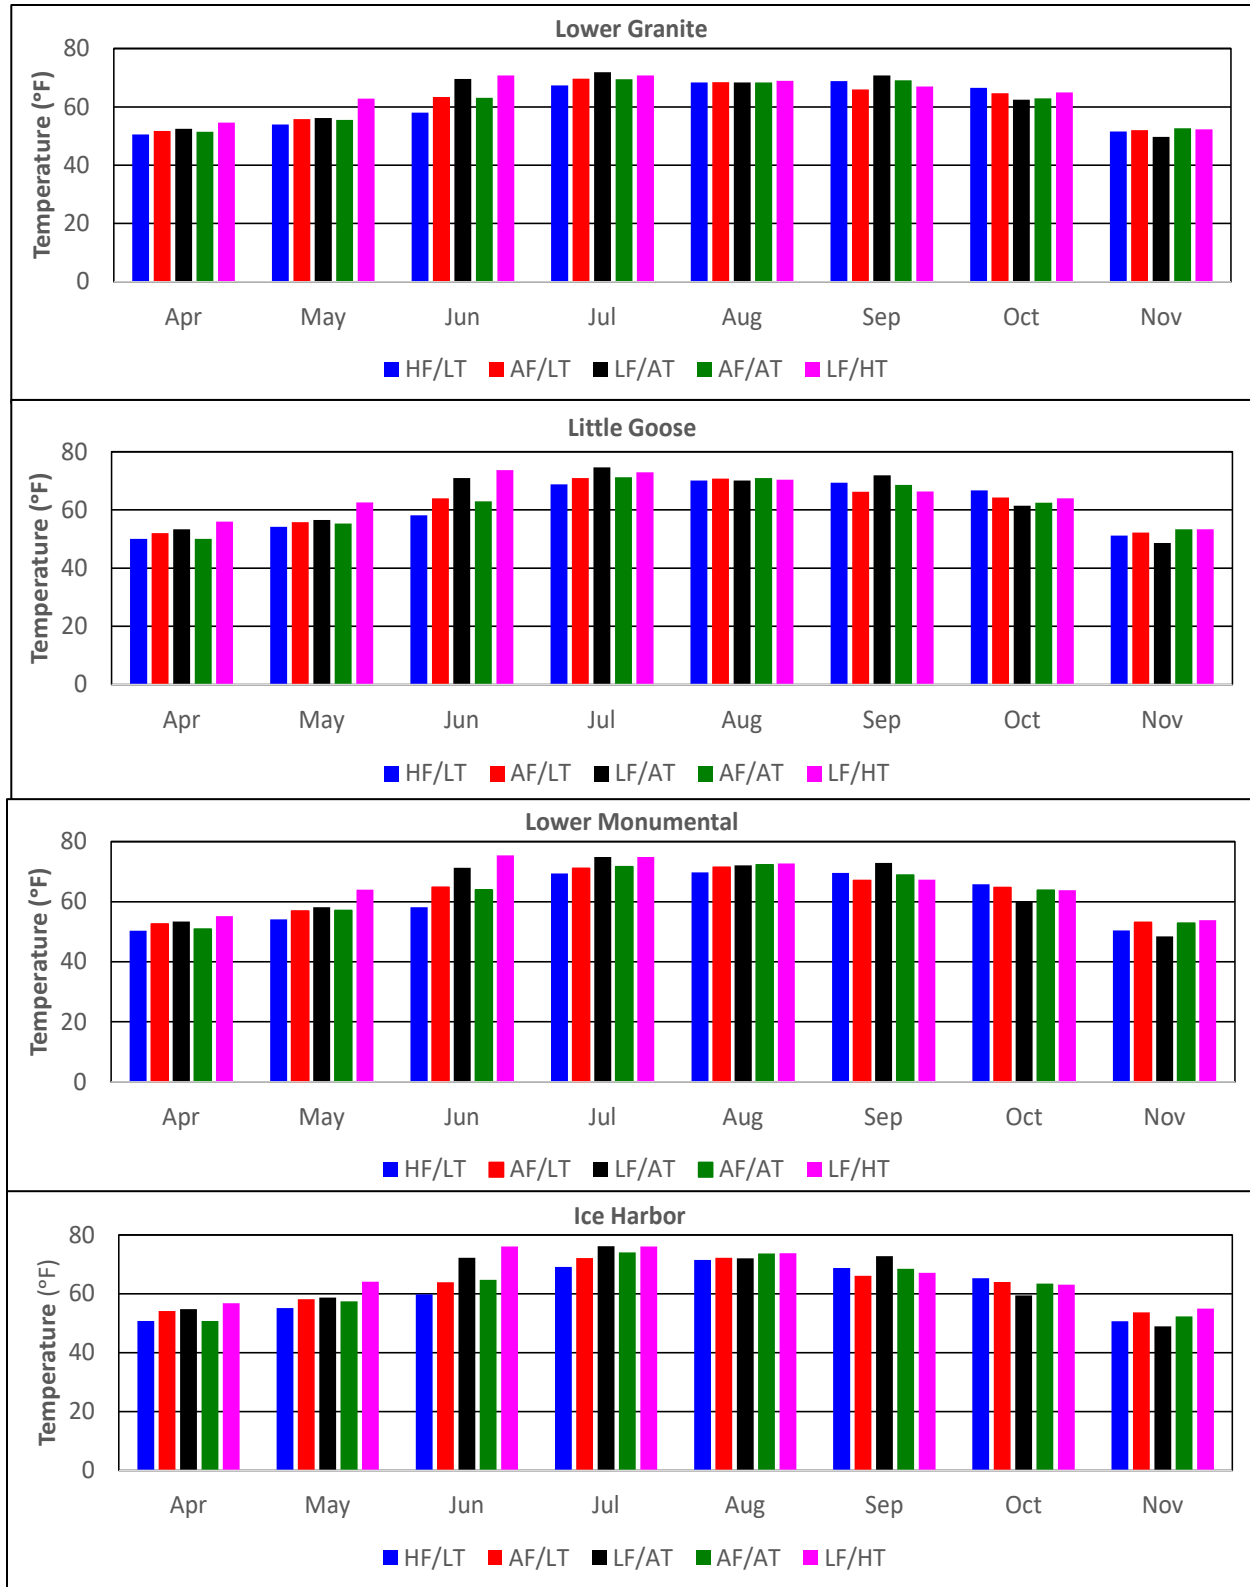 Lower Granite
Temperature (°F)
80
60
40
20
0
Apr May Jun Jul Aug Sep Oct Nov
HF/LT AF/LT LF/AT AF/AT LF/HT
Little Goose
Temperature (°F)
80
60
40
20
0
Apr May Jun Jul Aug Sep Oct Nov
HF/LT AF/LT LF/AT AF/AT LF/HT
Lower Monumental
Temperature (°F)
80
60
40
20
0
Apr May Jun Jul Aug Sep Oct Nov
HF/LT AF/LT LF/AT AF/AT LF/HT
Ice Harbor
Temperature (°F)
80
60
40
20
0
Apr May Jun Jul Aug Sep Oct Nov
HF/LT AF/LT LF/AT AF/AT LF/HT